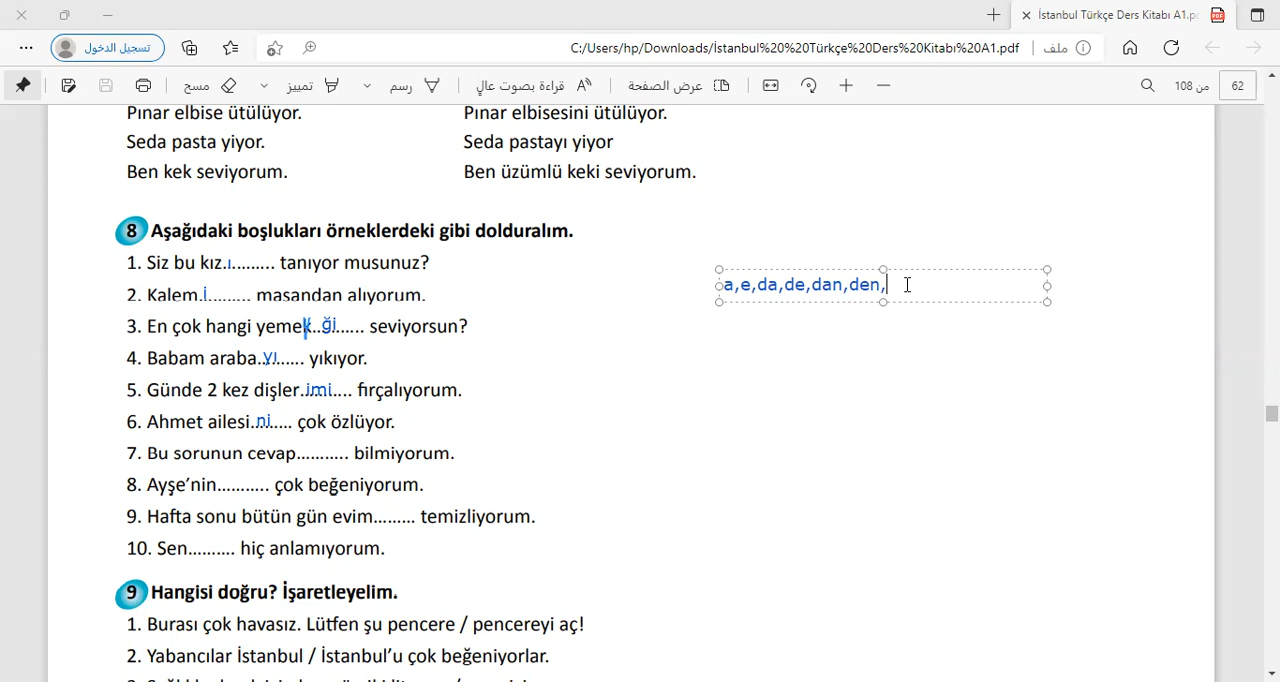 İstanbul Türkçe Ders Kitabı A1.pc
تسجيل الدخول
C:/Users/hp/Downloads/İstanbul%20%20Türkçe%20Ders%20Kitabı%20A1.pdf
ملف
مسح
تمييز
رسم
قراءة بصوت عالٍ
عرض الصفحة
من 108
62
Pınar elbise ütülüyor. Pınar elbisesini ütülüyor.
Seda pasta yiyor. Seda pastayı yiyor
Ben kek seviyorum. Ben üzümlü keki seviyorum.
8 Aşağıdaki boşlukları örneklerdeki gibi dolduralım.
1. Siz bu kız.ı.......... tanıyor musunuz?
a,e,da,de,dan,den,
2. Kalem.i......... masandan alıyorum.
3. En çok hangi yemek..ği...... seviyorsun?
4. Babam araba..yı...... yıkıyor.
5. Günde 2 kez dişler..imi.... fırçalıyorum.
6. Ahmet ailesi.ni..... çok özlüyor.
7. Bu sorunun cevap........... bilmiyorum.
8. Ayşe’nin........... çok beğeniyorum.
9. Hafta sonu bütün gün evim......... temizliyorum.
10. Sen.......... hiç anlamıyorum.
9 Hangisi doğru? İşaretleyelim.
1. Burası çok havasız. Lütfen şu pencere / pencereyi aç!
2. Yabancılar İstanbul / İstanbul’u çok beğeniyorlar.